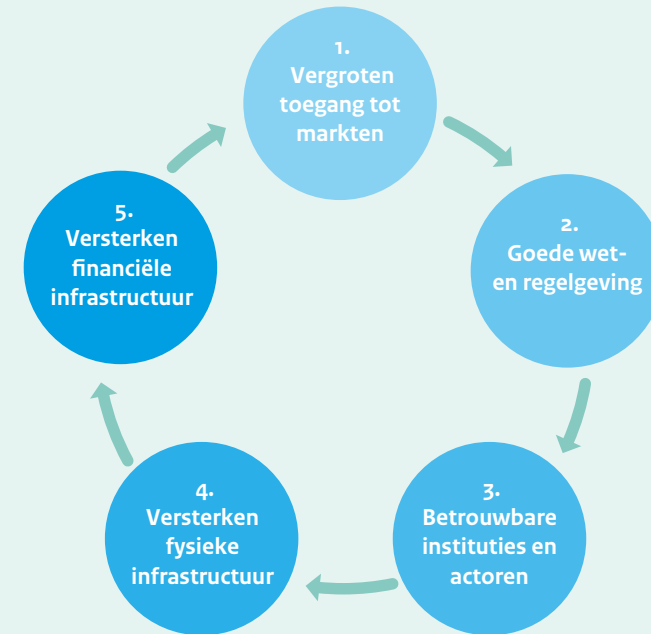 1.
Vergroten
toegang tot
markten
2.
Goede wet-
en regelgeving
3.
Betrouwbare
instituties en
actoren
4.
Versterken
fysieke
infrastructuur
5.
Versterken
financiële
infrastructuur